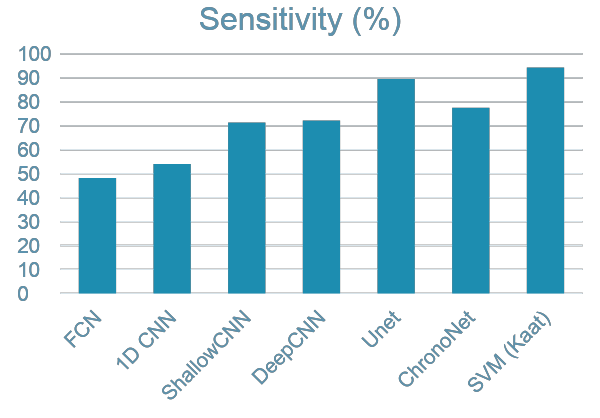 Sensitivity (%)
100
90
80
70
60
50
40
30
20
10
0
FCN
1D CNN
ShallowCNN
DeepCNN
Unet
ChronoNet
SVM (Kaat)